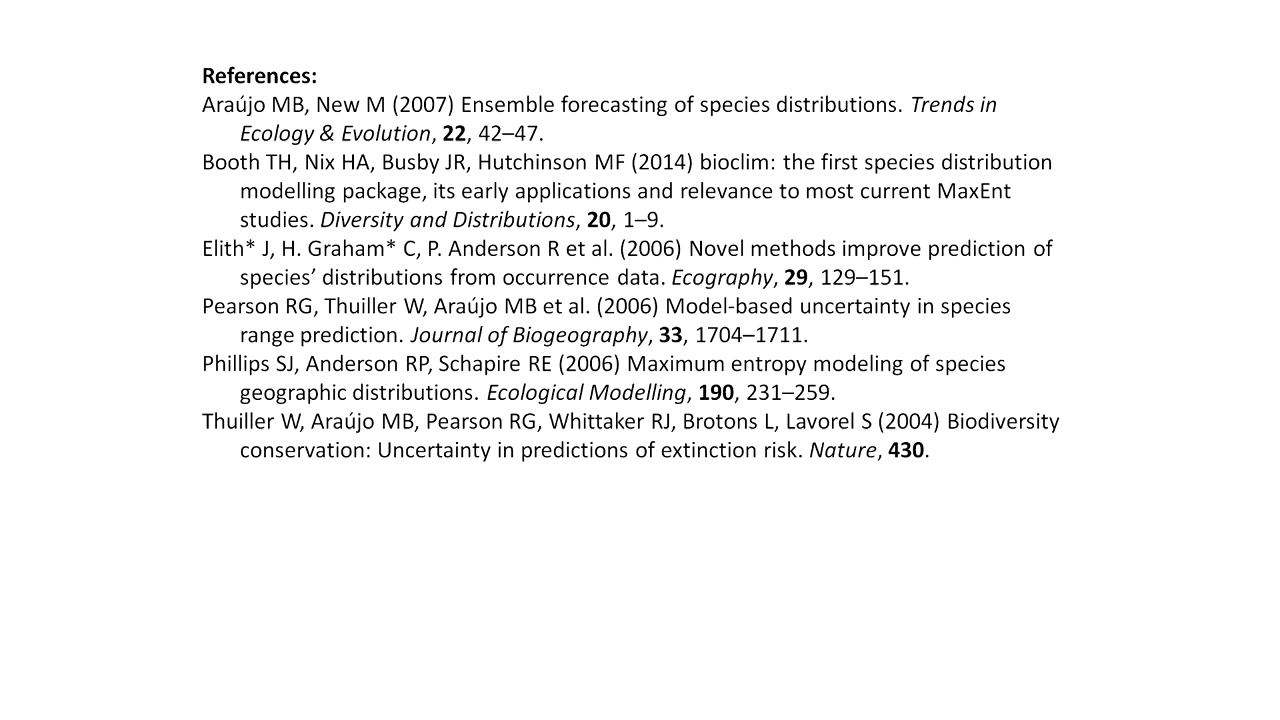 References:
Araújo MB, New M (2007) Ensemble forecasting of species distributions. Trends in
Ecology & Evolution, 22, 42–47.
Booth TH, Nix HA, Busby JR, Hutchinson MF (2014) bioclim: the first species distribution
modelling package, its early applications and relevance to most current MaxEnt
studies. Diversity and Distributions, 20, 1–9.
Elith* J, H. Graham* C, P. Anderson R et al. (2006) Novel methods improve prediction of
species’ distributions from occurrence data. Ecography, 29, 129–151.
Pearson RG, Thuiller W, Araújo MB et al. (2006) Model-based uncertainty in species
range prediction. Journal of Biogeography, 33, 1704–1711.
Phillips SJ, Anderson RP, Schapire RE (2006) Maximum entropy modeling of species
geographic distributions. Ecological Modelling, 190, 231–259.
Thuiller W, Araújo MB, Pearson RG, Whittaker RJ, Brotons L, Lavorel S (2004) Biodiversity
conservation: Uncertainty in predictions of extinction risk. Nature, 430.